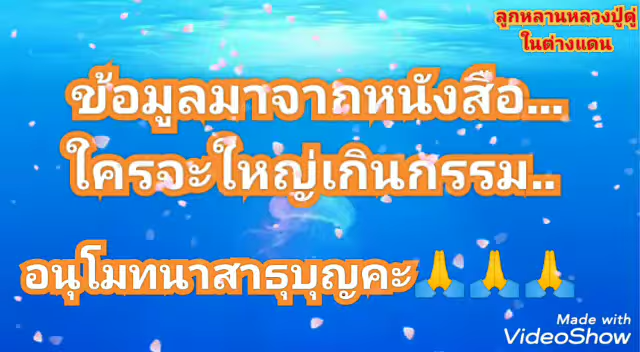 ลูกหลานหลวงปู่ดู่
ในต่างแดน
ข้อมูลมาจากหนังสือ...
ใครจะใหญ่เกินกรรม..
อนุโมทนาสาธุบุญคะ🙏🙏🙏
Made with
VideoShow